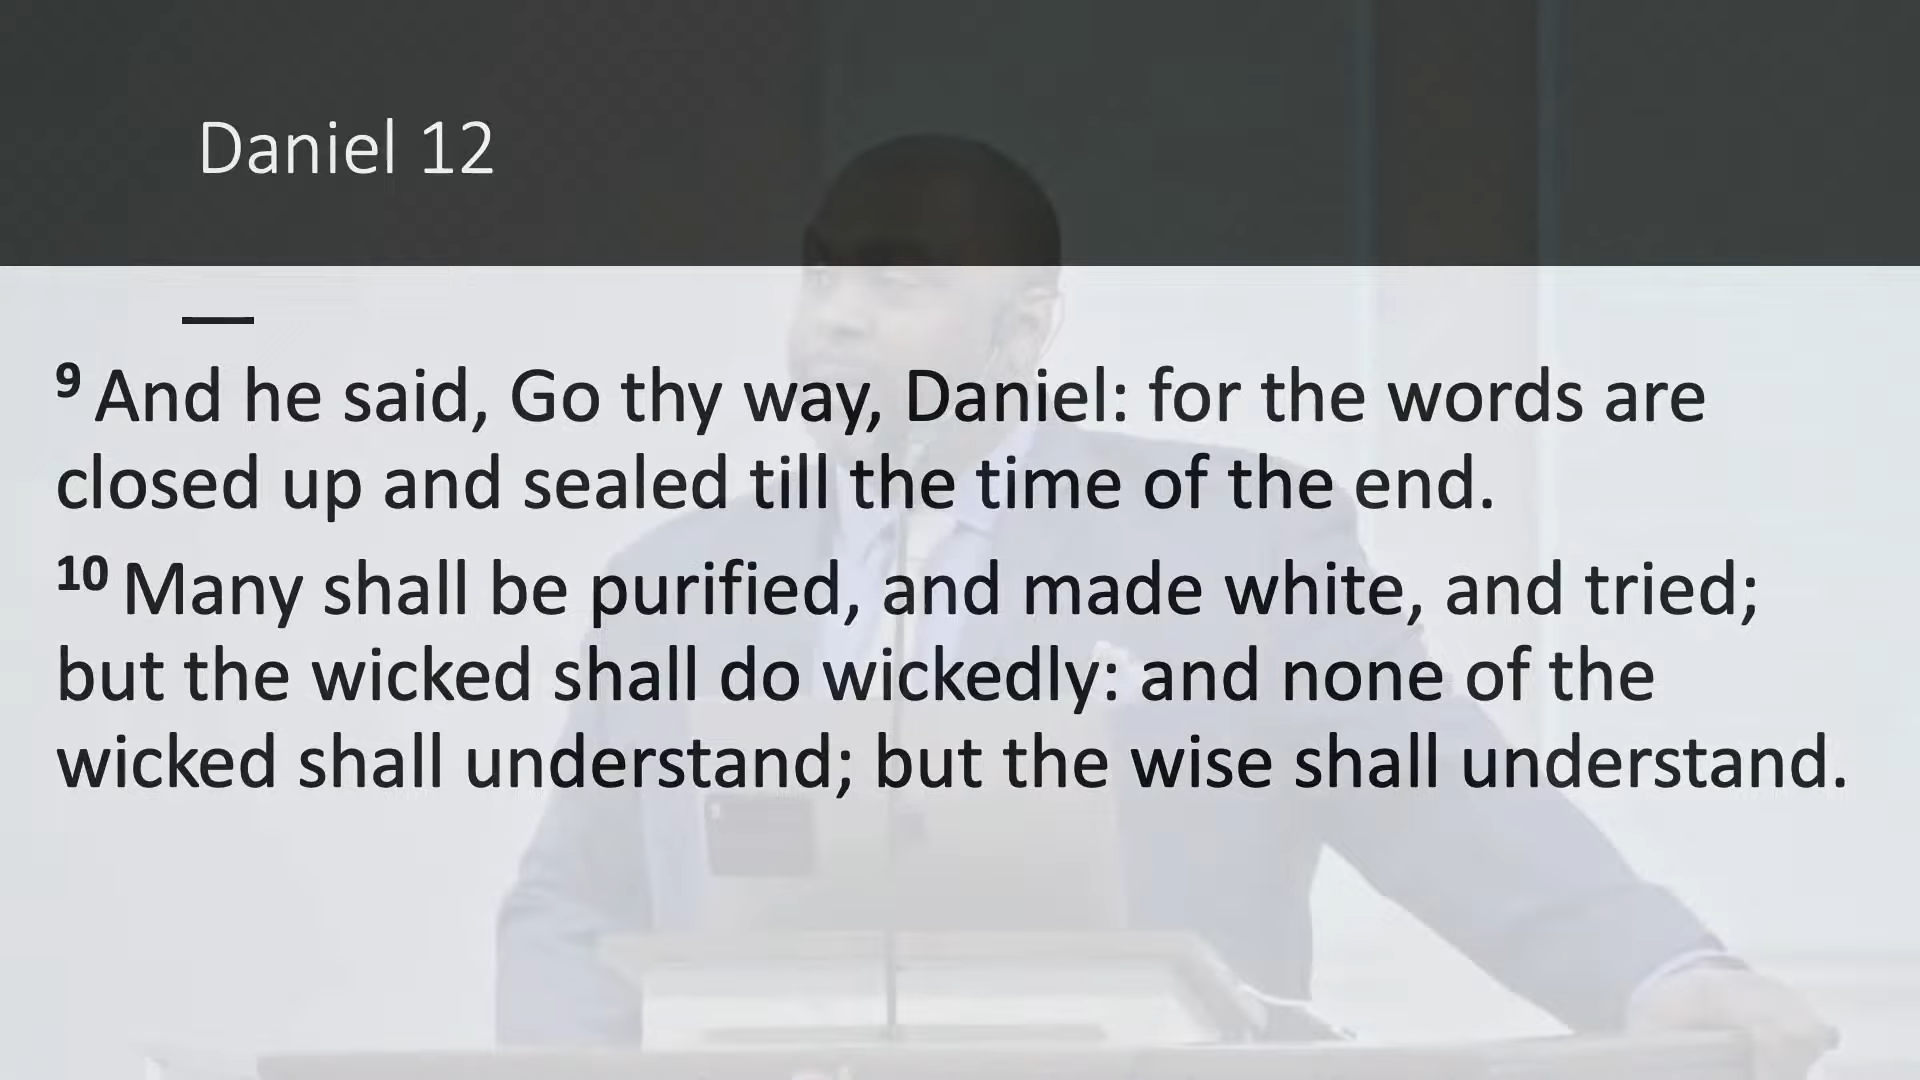 Daniel 12
9 And he said, Go thy way, Daniel: for the words are
closed up and sealed till the time of the end.
10 Many shall be purified, and made white, and tried;
but the wicked shall do wickedly: and none of the
wicked shall understand; but the wise shall understand.